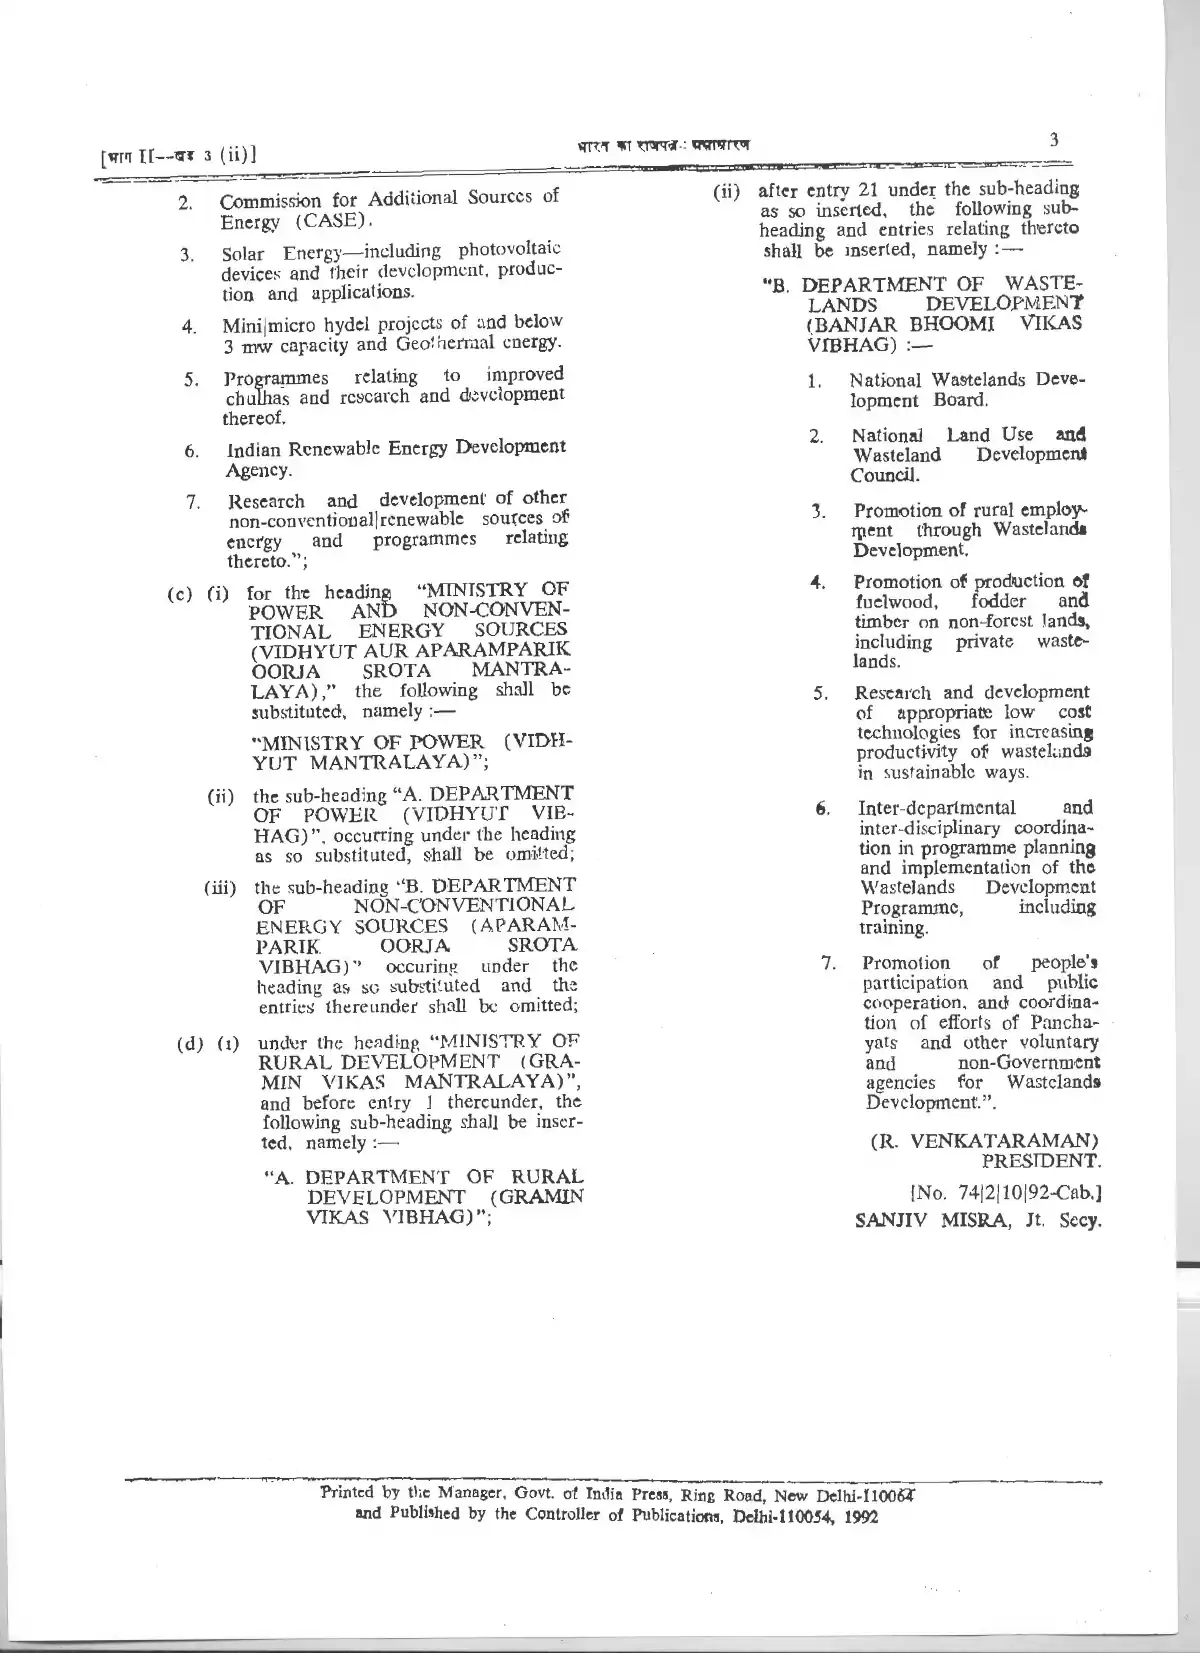 [भाग II--खंड 3 (ii)]
भारत का राजपत्र : असाधारण
3
2. Commission for Additional Sources of
Energy (CASE).
3. Solar Energy—including photovoltaic
devices and their development, produc-
tion and applications.
4. Mini|micro hydel projects of and below
3 mw capacity and Geothermal energy.
5. Programmes relating to improved
chulhas and research and development
thereof.
6. Indian Renewable Energy Development
Agency.
7. Research and development of other
non-conventional|renewable sources of
energy and programmes relating
thereto.";
(c) (i) for the heading "MINISTRY OF
POWER AND NON-CONVEN-
TIONAL ENERGY SOURCES
(VIDHYUT AUR APARAMPARIK
OORJA SROTA MANTRA-
LAYA)," the following shall be
substituted, namely :—
"MINISTRY OF POWER (VIDH-
YUT MANTRALAYA)";
(ii) the sub-heading "A. DEPARTMENT
OF POWER (VIDHYUT VIB-
HAG)", occurring under the heading
as so substituted, shall be omitted;
(iii) the sub-heading "B. DEPARTMENT
OF NON-CONVENTIONAL
ENERGY SOURCES (APARAM-
PARIK OORJA SROTA
VIBHAG)" occuring under the
heading as so substituted and the
entries thereunder shall be omitted;
(d) (i) under the heading "MINISTRY OF
RURAL DEVELOPMENT (GRA-
MIN VIKAS MANTRALAYA)",
and before entry 1 thereunder, the
following sub-heading shall be inser-
ted, namely :—
"A. DEPARTMENT OF RURAL
DEVELOPMENT (GRAMIN
VIKAS VIBHAG)";
(ii) after entry 21 under the sub-heading
as so inserted, the following sub-
heading and entries relating thereto
shall be inserted, namely :—
"B. DEPARTMENT OF WASTE-
LANDS DEVELOPMENT
(BANJAR BHOOMI VIKAS
VIBHAG) :—
1. National Wastelands Deve-
lopment Board.
2. National Land Use and
Wasteland Development
Council.
3. Promotion of rural employ-
ment through Wastelands
Development.
4. Promotion of production of
fuelwood, fodder and
timber on non-forest lands,
including private waste-
lands.
5. Research and development
of appropriate low cost
technologies for increasing
productivity of wastelands
in sustainable ways.
6. Inter-departmental and
inter-disciplinary coordina-
tion in programme planning
and implementation of the
Wastelands Development
Programme, including
training.
7. Promotion of people's
participation and public
cooperation, and coordina-
tion of efforts of Pancha-
yats and other voluntary
and non-Government
agencies for Wastelands
Development.".
(R. VENKATARAMAN)
PRESIDENT.
[No. 74|2|10|92-Cab.]
SANJIV MISRA, Jt. Secy.
Printed by the Manager, Govt. of India Press, Ring Road, New Delhi-110064
and Published by the Controller of Publications, Delhi-110054, 1992